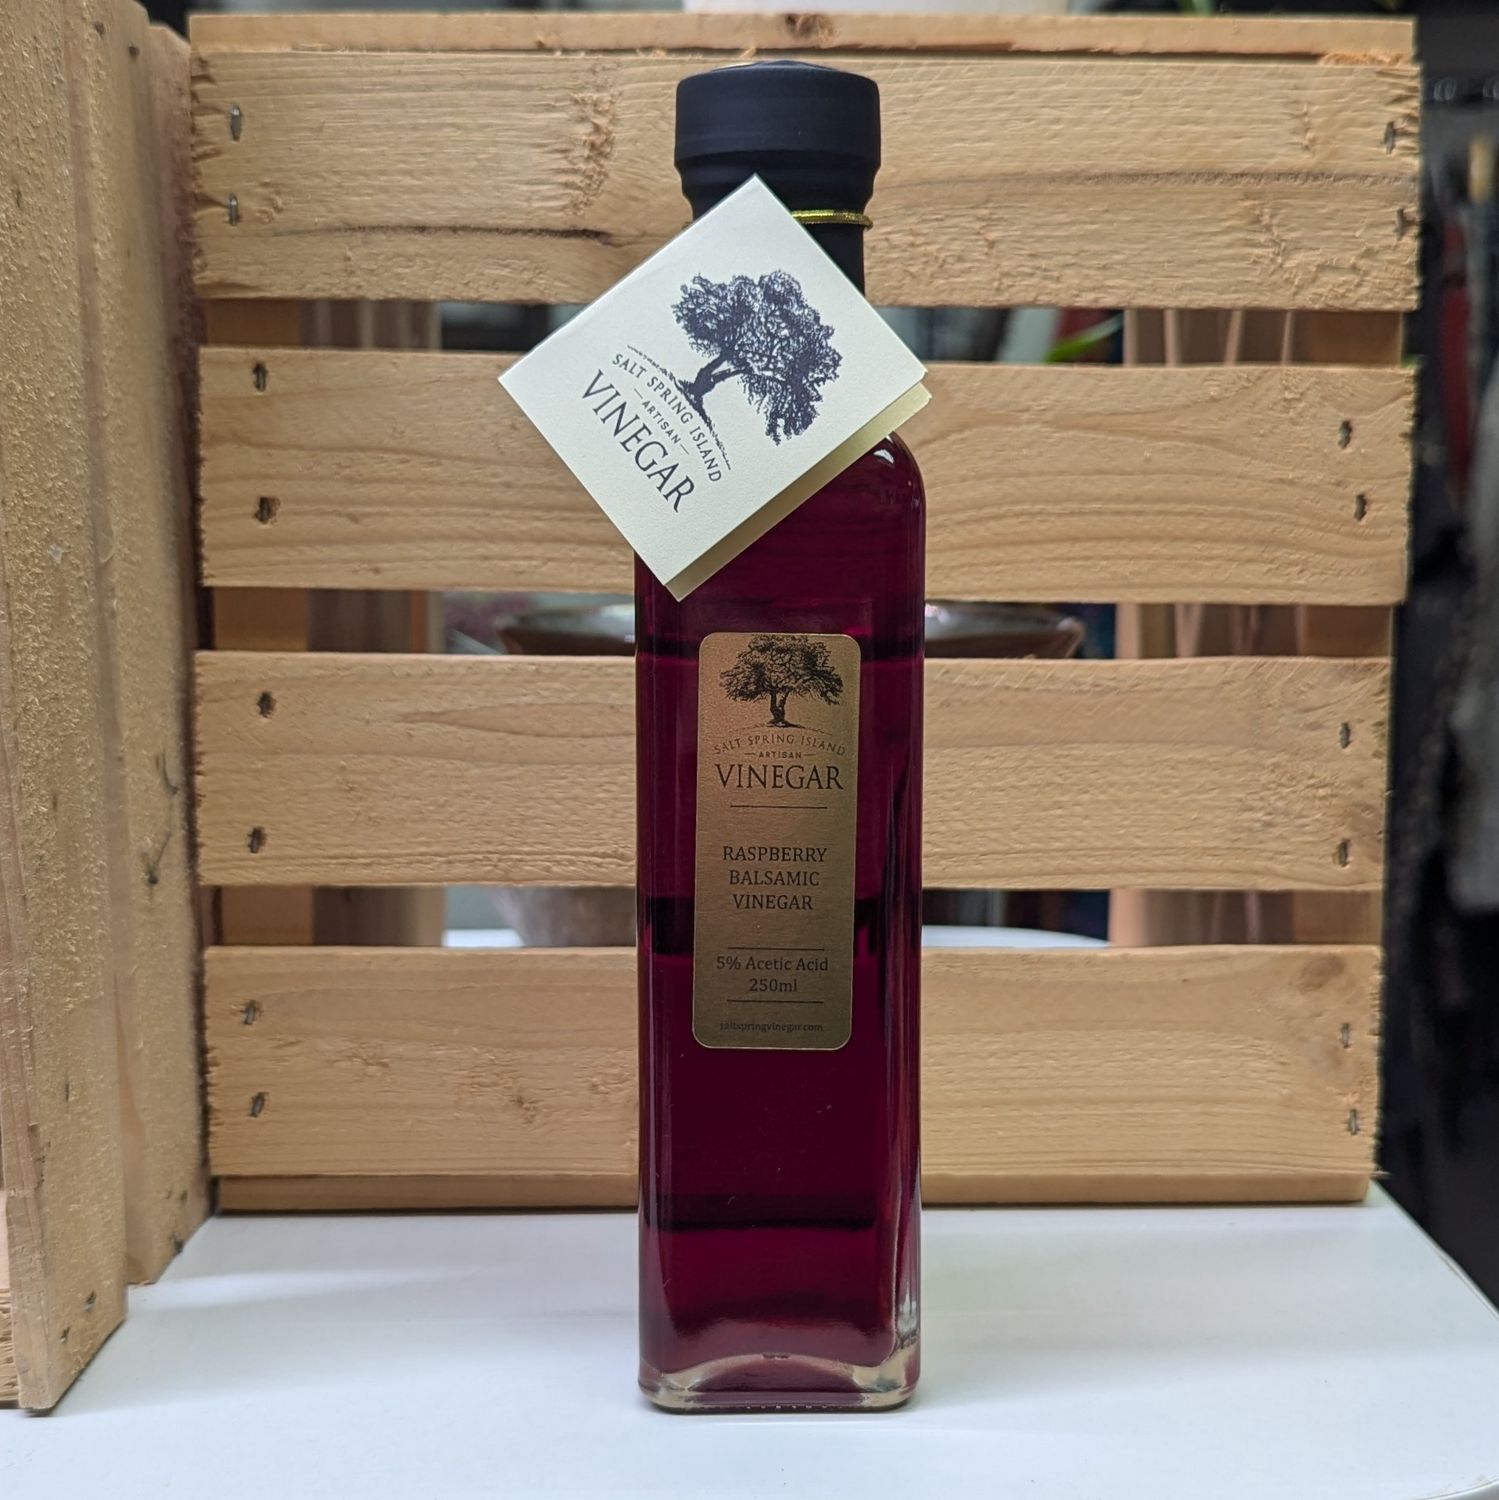 SALT SPRING ISLAND
—ARTISAN—
VINEGAR
SALT SPRING ISLAND
—ARTISAN—
VINEGAR
RASPBERRY
BALSAMIC
VINEGAR
5% Acetic Acid
250ml
saltspringvinegar.com